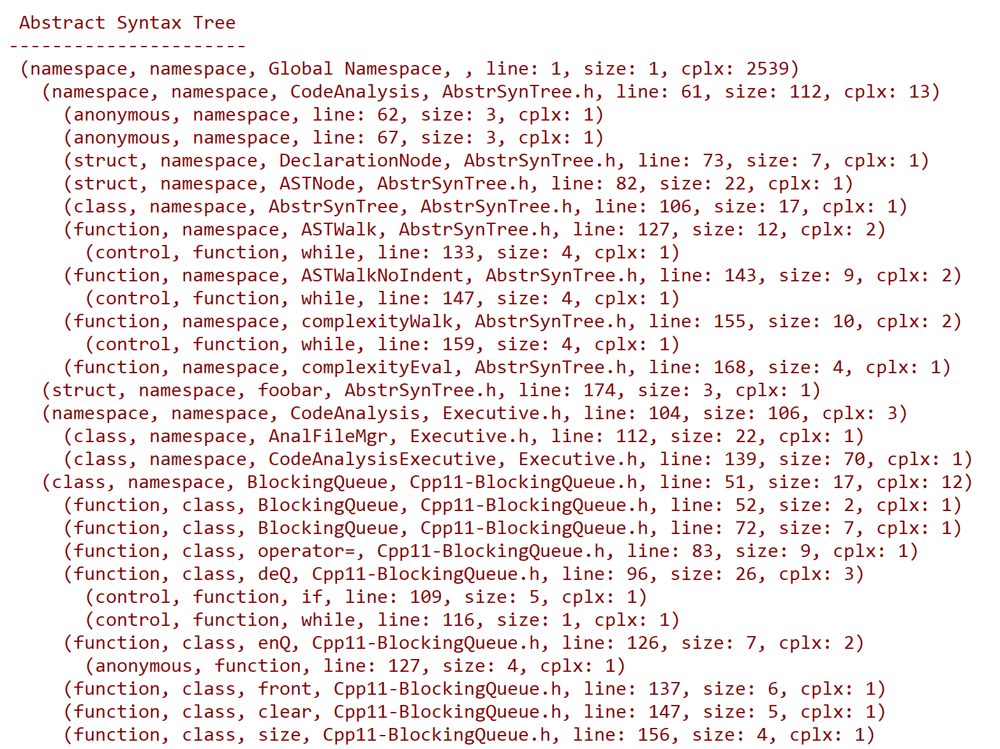 Abstract Syntax Tree
----------------------
(namespace, namespace, Global Namespace, , line: 1, size: 1, cplx: 2539)
(namespace, namespace, CodeAnalysis, AbstrSynTree.h, line: 61, size: 112, cplx: 13)
(anonymous, namespace, line: 62, size: 3, cplx: 1)
(anonymous, namespace, line: 67, size: 3, cplx: 1)
(struct, namespace, DeclarationNode, AbstrSynTree.h, line: 73, size: 7, cplx: 1)
(struct, namespace, ASTNode, AbstrSynTree.h, line: 82, size: 22, cplx: 1)
(class, namespace, AbstrSynTree, AbstrSynTree.h, line: 106, size: 17, cplx: 1)
(function, namespace, ASTWalk, AbstrSynTree.h, line: 127, size: 12, cplx: 2)
(control, function, while, line: 133, size: 4, cplx: 1)
(function, namespace, ASTWalkNoIndent, AbstrSynTree.h, line: 143, size: 9, cplx: 2)
(control, function, while, line: 147, size: 4, cplx: 1)
(function, namespace, complexityWalk, AbstrSynTree.h, line: 155, size: 10, cplx: 2)
(control, function, while, line: 159, size: 4, cplx: 1)
(function, namespace, complexityEval, AbstrSynTree.h, line: 168, size: 4, cplx: 1)
(struct, namespace, foobar, AbstrSynTree.h, line: 174, size: 3, cplx: 1)
(namespace, namespace, CodeAnalysis, Executive.h, line: 104, size: 106, cplx: 3)
(class, namespace, AnalFileMgr, Executive.h, line: 112, size: 22, cplx: 1)
(class, namespace, CodeAnalysisExecutive, Executive.h, line: 139, size: 70, cplx: 1)
(class, namespace, BlockingQueue, Cpp11-BlockingQueue.h, line: 51, size: 17, cplx: 12)
(function, class, BlockingQueue, Cpp11-BlockingQueue.h, line: 52, size: 2, cplx: 1)
(function, class, BlockingQueue, Cpp11-BlockingQueue.h, line: 72, size: 7, cplx: 1)
(function, class, operator=, Cpp11-BlockingQueue.h, line: 83, size: 9, cplx: 1)
(function, class, deQ, Cpp11-BlockingQueue.h, line: 96, size: 26, cplx: 3)
(control, function, if, line: 109, size: 5, cplx: 1)
(control, function, while, line: 116, size: 1, cplx: 1)
(function, class, enQ, Cpp11-BlockingQueue.h, line: 126, size: 7, cplx: 2)
(anonymous, function, line: 127, size: 4, cplx: 1)
(function, class, front, Cpp11-BlockingQueue.h, line: 137, size: 6, cplx: 1)
(function, class, clear, Cpp11-BlockingQueue.h, line: 147, size: 5, cplx: 1)
(function, class, size, Cpp11-BlockingQueue.h, line: 156, size: 4, cplx: 1)